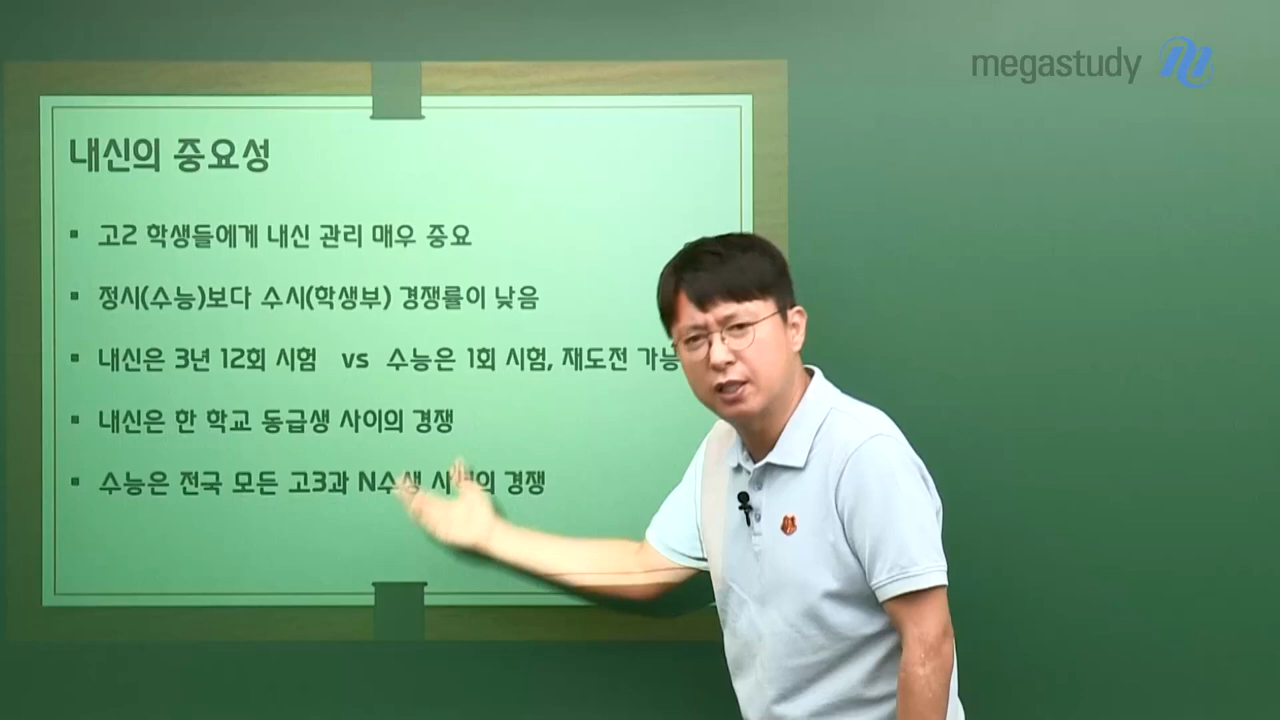 megastudy
내신의 중요성
고2 학생들에게 내신 관리 매우 중요
정시(수능)보다 수시(학생부) 경쟁률이 낮음
내신은 3년 12회 시험 vs 수능은 1회 시험, 재도전 가능
내신은 한 학교 동급생 사이의 경쟁
수능은 전국 모든 고3과 N수생 경쟁